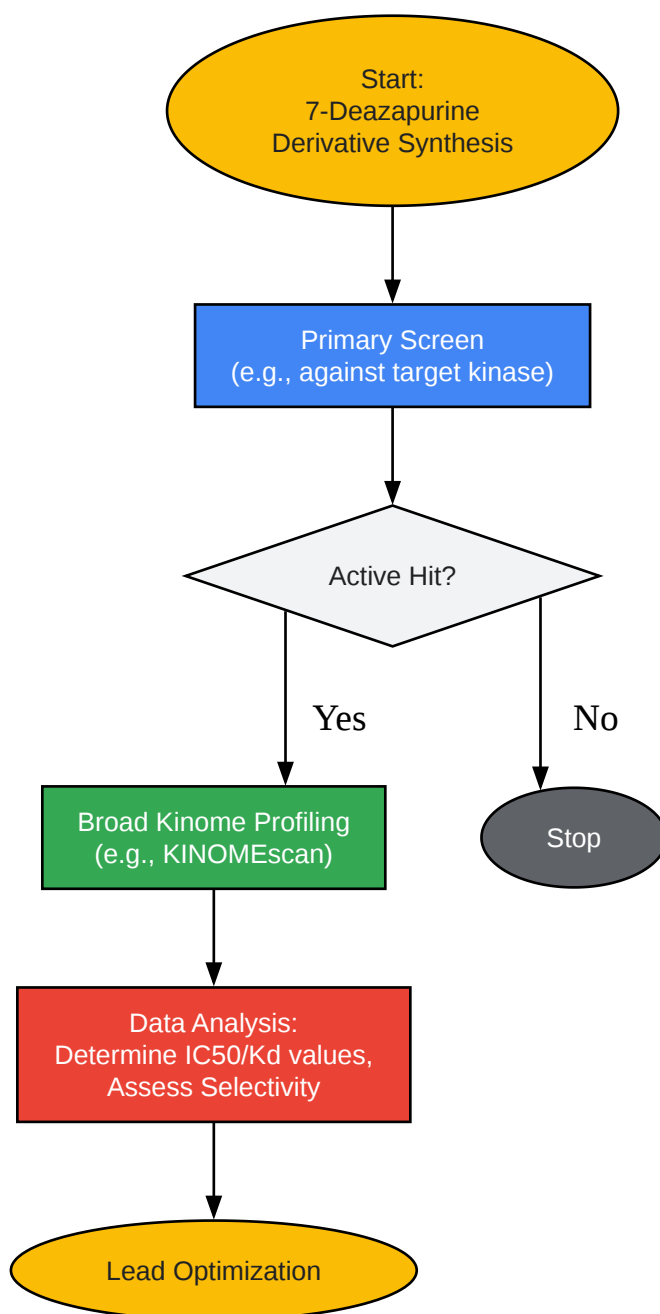 Start:
7-Deazapurine
Derivative Synthesis
Primary Screen
(e.g., against target kinase)
Active Hit?
Yes
No
Broad Kinome Profiling
(e.g., KINOMEscan)
Stop
Data Analysis:
Determine IC50/Kd values,
Assess Selectivity
Lead Optimization